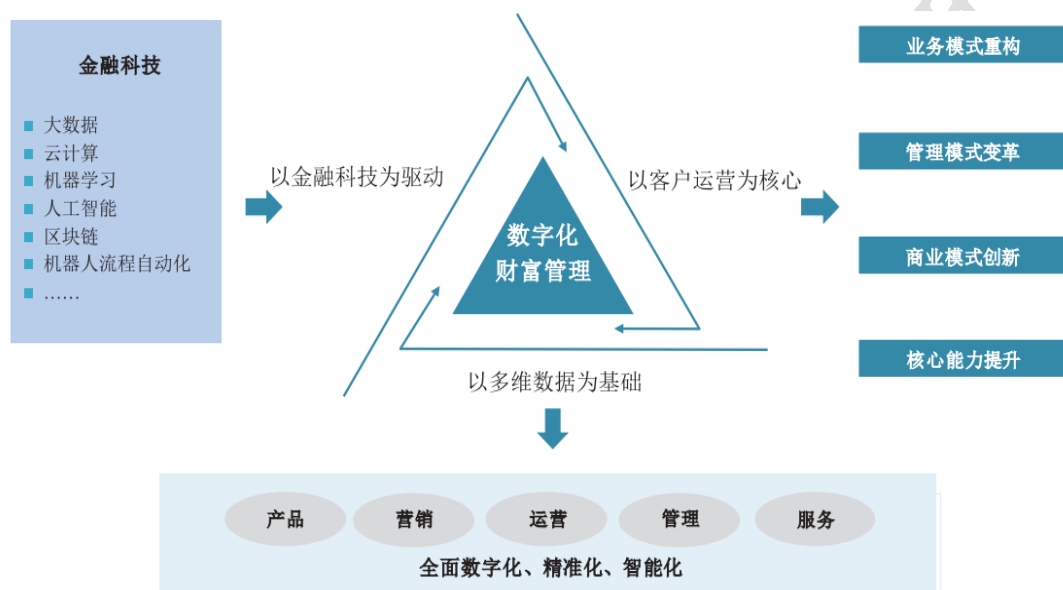 金融科技
大数据
云计算
机器学习
人工智能
区块链
机器人流程自动化
……
以金融科技为驱动
以客户运营为核心
数字化
财富管理
以多维数据为基础
业务模式重构
管理模式变革
商业模式创新
核心能力提升
产品
营销
运营
管理
服务
全面数字化、精准化、智能化